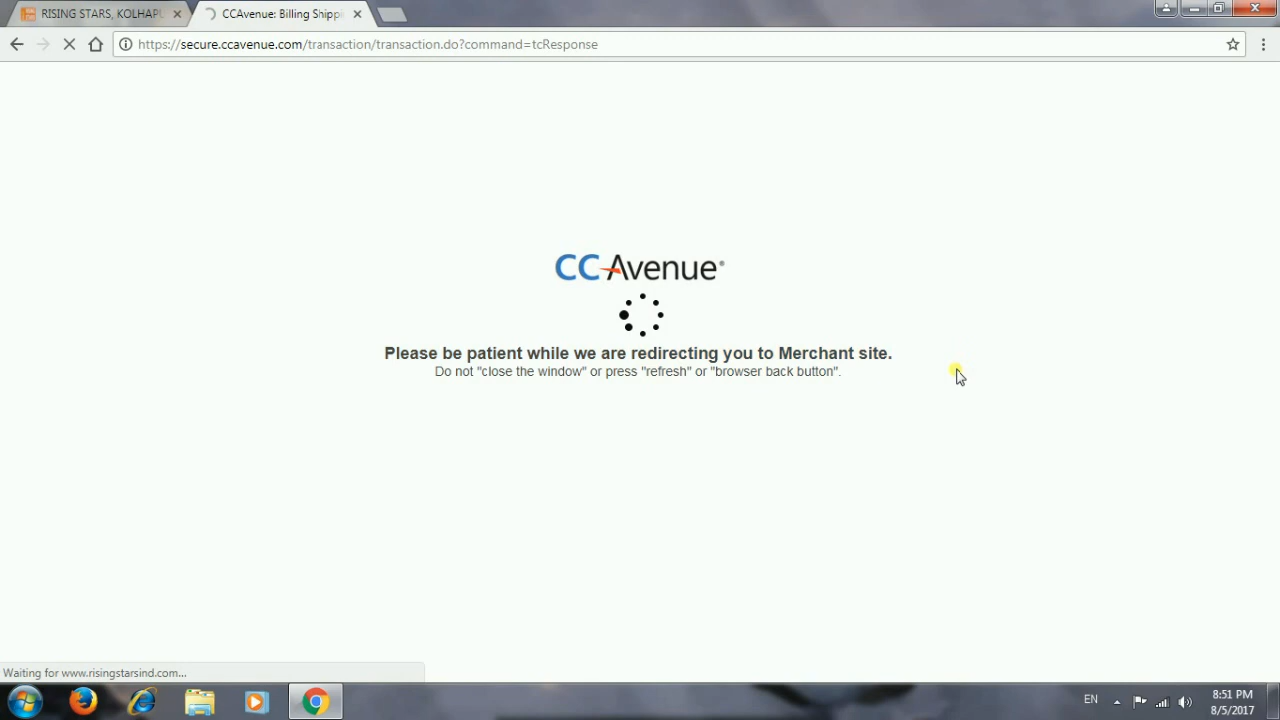 RISING STARS, KOLHAPU
CCAvenue: Billing Shipp
https://secure.ccavenue.com/transaction/transaction.do?command=tcResponse
CCAvenue®
Please be patient while we are redirecting you to Merchant site.
Do not "close the window" or press "refresh" or "browser back button".
Waiting for www.risingstarsind.com...
EN
8:51 PM
8/5/2017